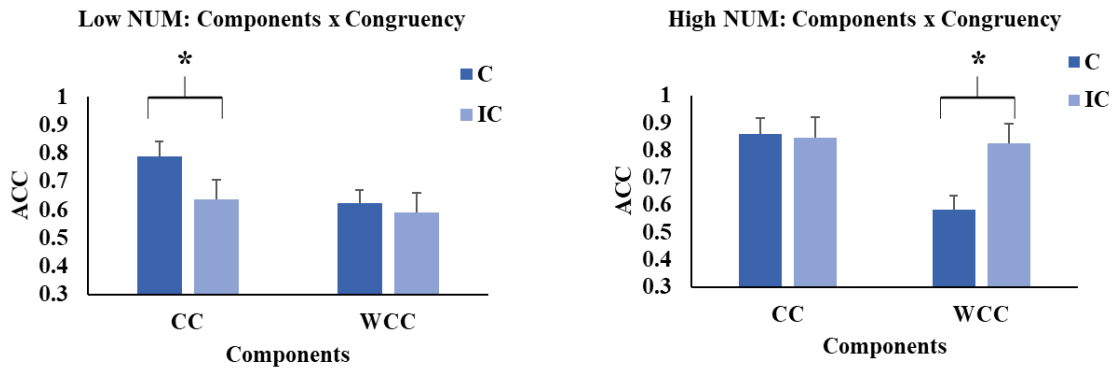 Low NUM: Components x Congruency
*
C
IC
1
0.9
0.8
0.7
0.6
0.5
0.4
0.3
ACC
CC
WCC
Components
High NUM: Components x Congruency
*
C
IC
1
0.9
0.8
0.7
0.6
0.5
0.4
0.3
ACC
CC
WCC
Components